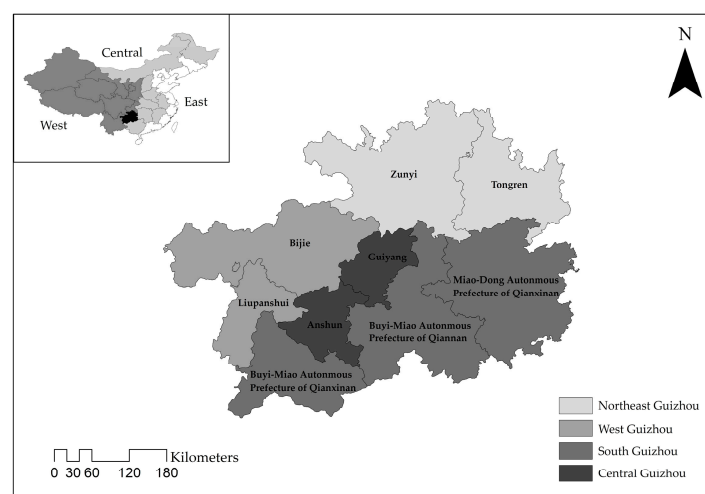 Central
East
West
N
Zunyi
Tongren
Bijie
Guiyang
Miao-Dong Autonmous
Prefecture of Qianxinan
Liupanshui
Anshun
Buyi-Miao Autonmous
Prefecture of Qiannan
Buyi-Miao Autonmous
Prefecture of Qianxinan
Northeast Guizhou
West Guizhou
South Guizhou
Central Guizhou
Kilometers
0 30 60 120 180